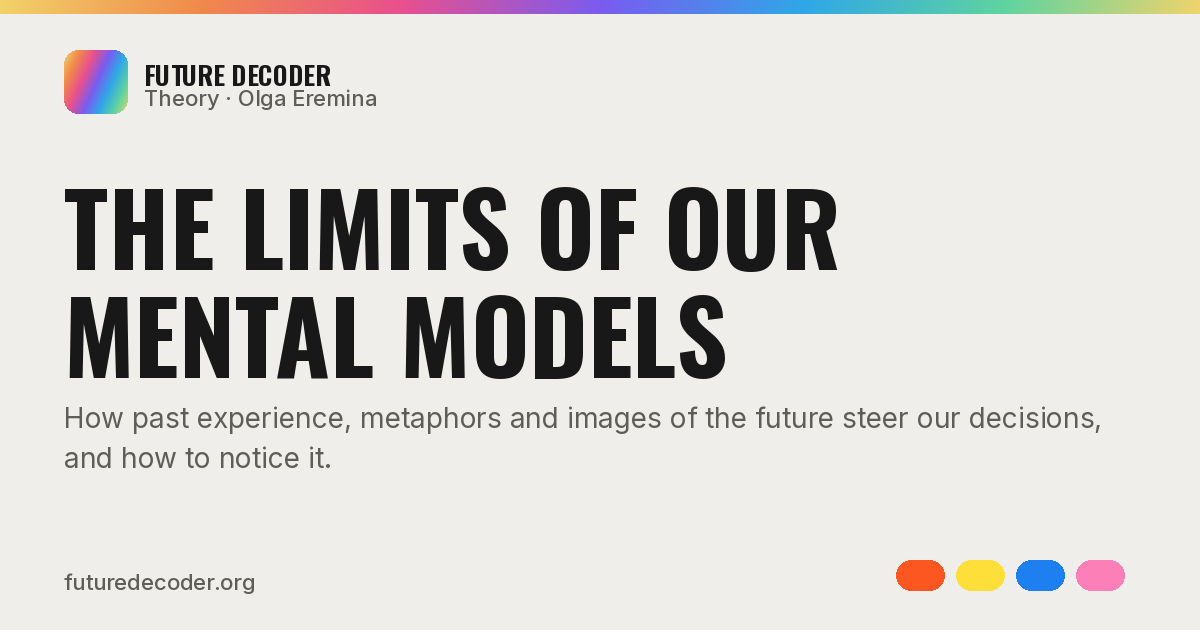 FUTURE DECODER
Theory · Olga Eremina
THE LIMITS OF OUR
MENTAL MODELS
How past experience, metaphors and images of the future steer our decisions,
and how to notice it.
futuredecoder.org